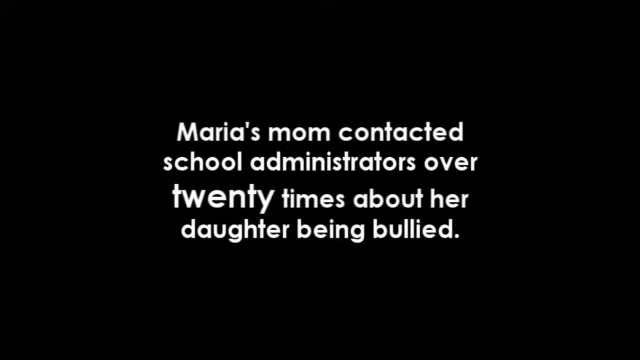 Maria's mom contacted
school administrators over
twenty times about her
daughter being bullied.